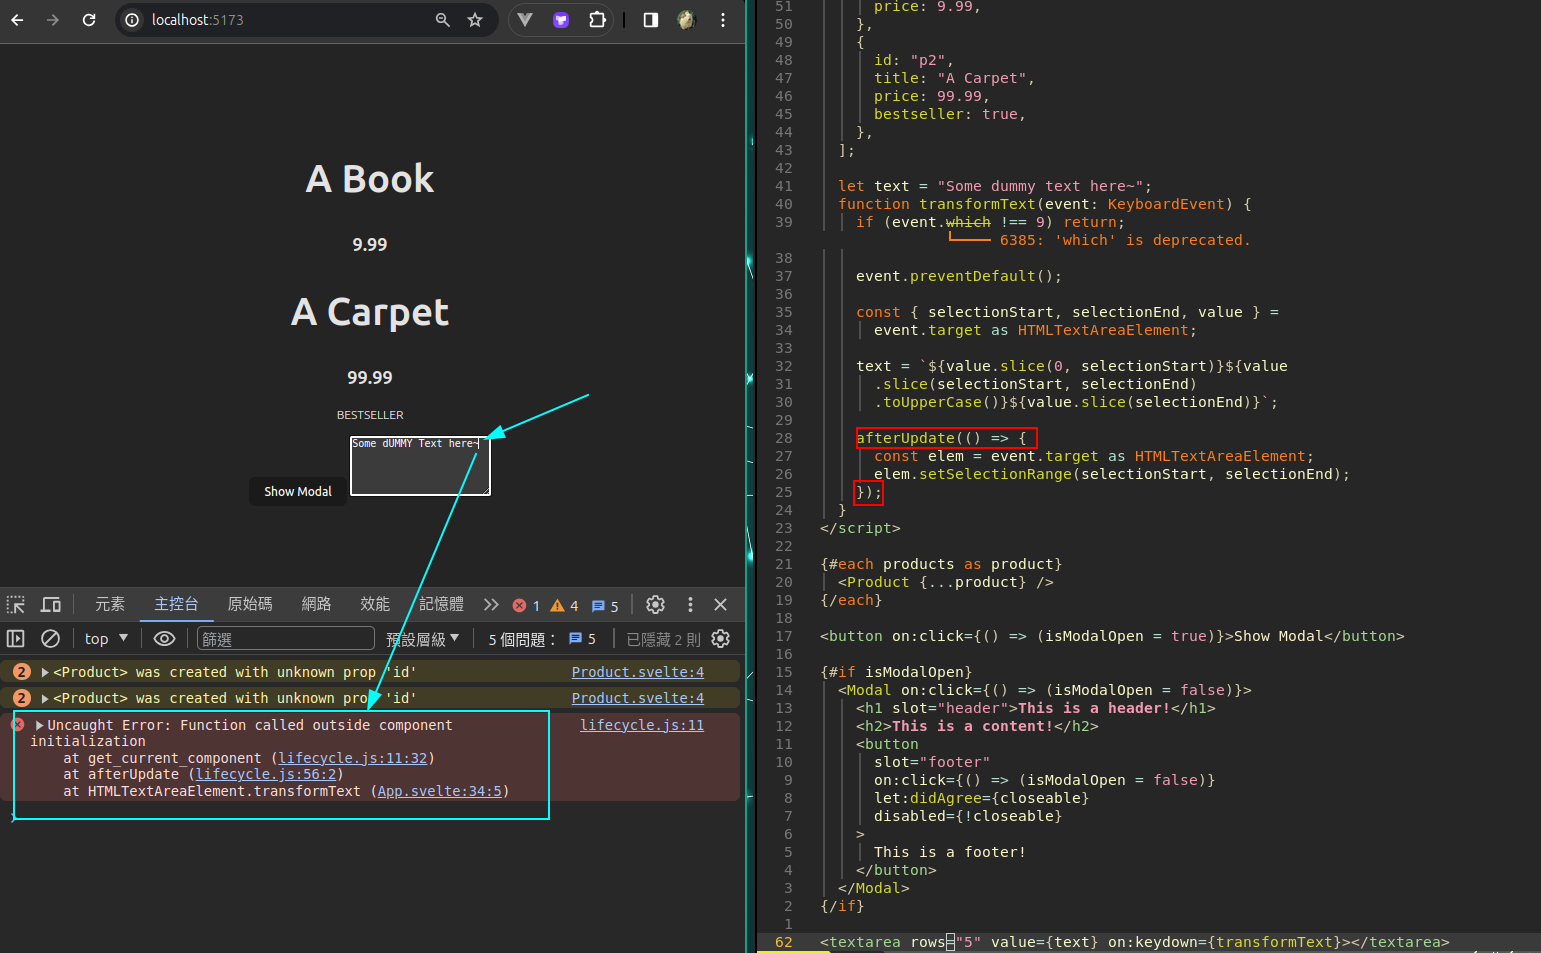 localhost:5173
A Book
9.99
A Carpet
99.99
BESTSELLER
Some dUMMY Text here~
Show Modal
元素 主控台 原始碼 網路 效能 記憶體 1 4 5
top 篩選 預設層級 5 個問題： 5 已隱藏 2 則
2 <Product> was created with unknown prop 'id' Product.svelte:4
2 <Product> was created with unknown prop 'id' Product.svelte:4
Uncaught Error: Function called outside component lifecycle.js:11
initialization
at get_current_component (lifecycle.js:11:32)
at afterUpdate (lifecycle.js:56:2)
at HTMLTextAreaElement.transformText (App.svelte:34:5)
51 price: 9.99,
50 },
49 {
48 id: "p2",
47 title: "A Carpet",
46 price: 99.99,
45 bestseller: true,
44 },
43 ];
42
41 let text = "Some dummy text here~";
40 function transformText(event: KeyboardEvent) {
39 if (event.which !== 9) return;
6385: 'which' is deprecated.
38
37 event.preventDefault();
36
35 const { selectionStart, selectionEnd, value } =
34 event.target as HTMLTextAreaElement;
33
32 text = `${value.slice(0, selectionStart)}${value
31 .slice(selectionStart, selectionEnd)
30 .toUpperCase()}${value.slice(selectionEnd)}`;
29
28 afterUpdate(() => {
27 const elem = event.target as HTMLTextAreaElement;
26 elem.setSelectionRange(selectionStart, selectionEnd);
25 });
24 }
23 </script>
22
21 {#each products as product}
20 <Product {...product} />
19 {/each}
18
17 <button on:click={() => (isModalOpen = true)}>Show Modal</button>
16
15 {#if isModalOpen}
14 <Modal on:click={() => (isModalOpen = false)}>
13 <h1 slot="header">This is a header!</h1>
12 <h2>This is a content!</h2>
11 <button
10 slot="footer"
9 on:click={() => (isModalOpen = false)}
8 let:didAgree={closeable}
7 disabled={!closeable}
6 >
5 This is a footer!
4 </button>
3 </Modal>
2 {/if}
1
62 <textarea rows="5" value={text} on:keydown={transformText}></textarea>